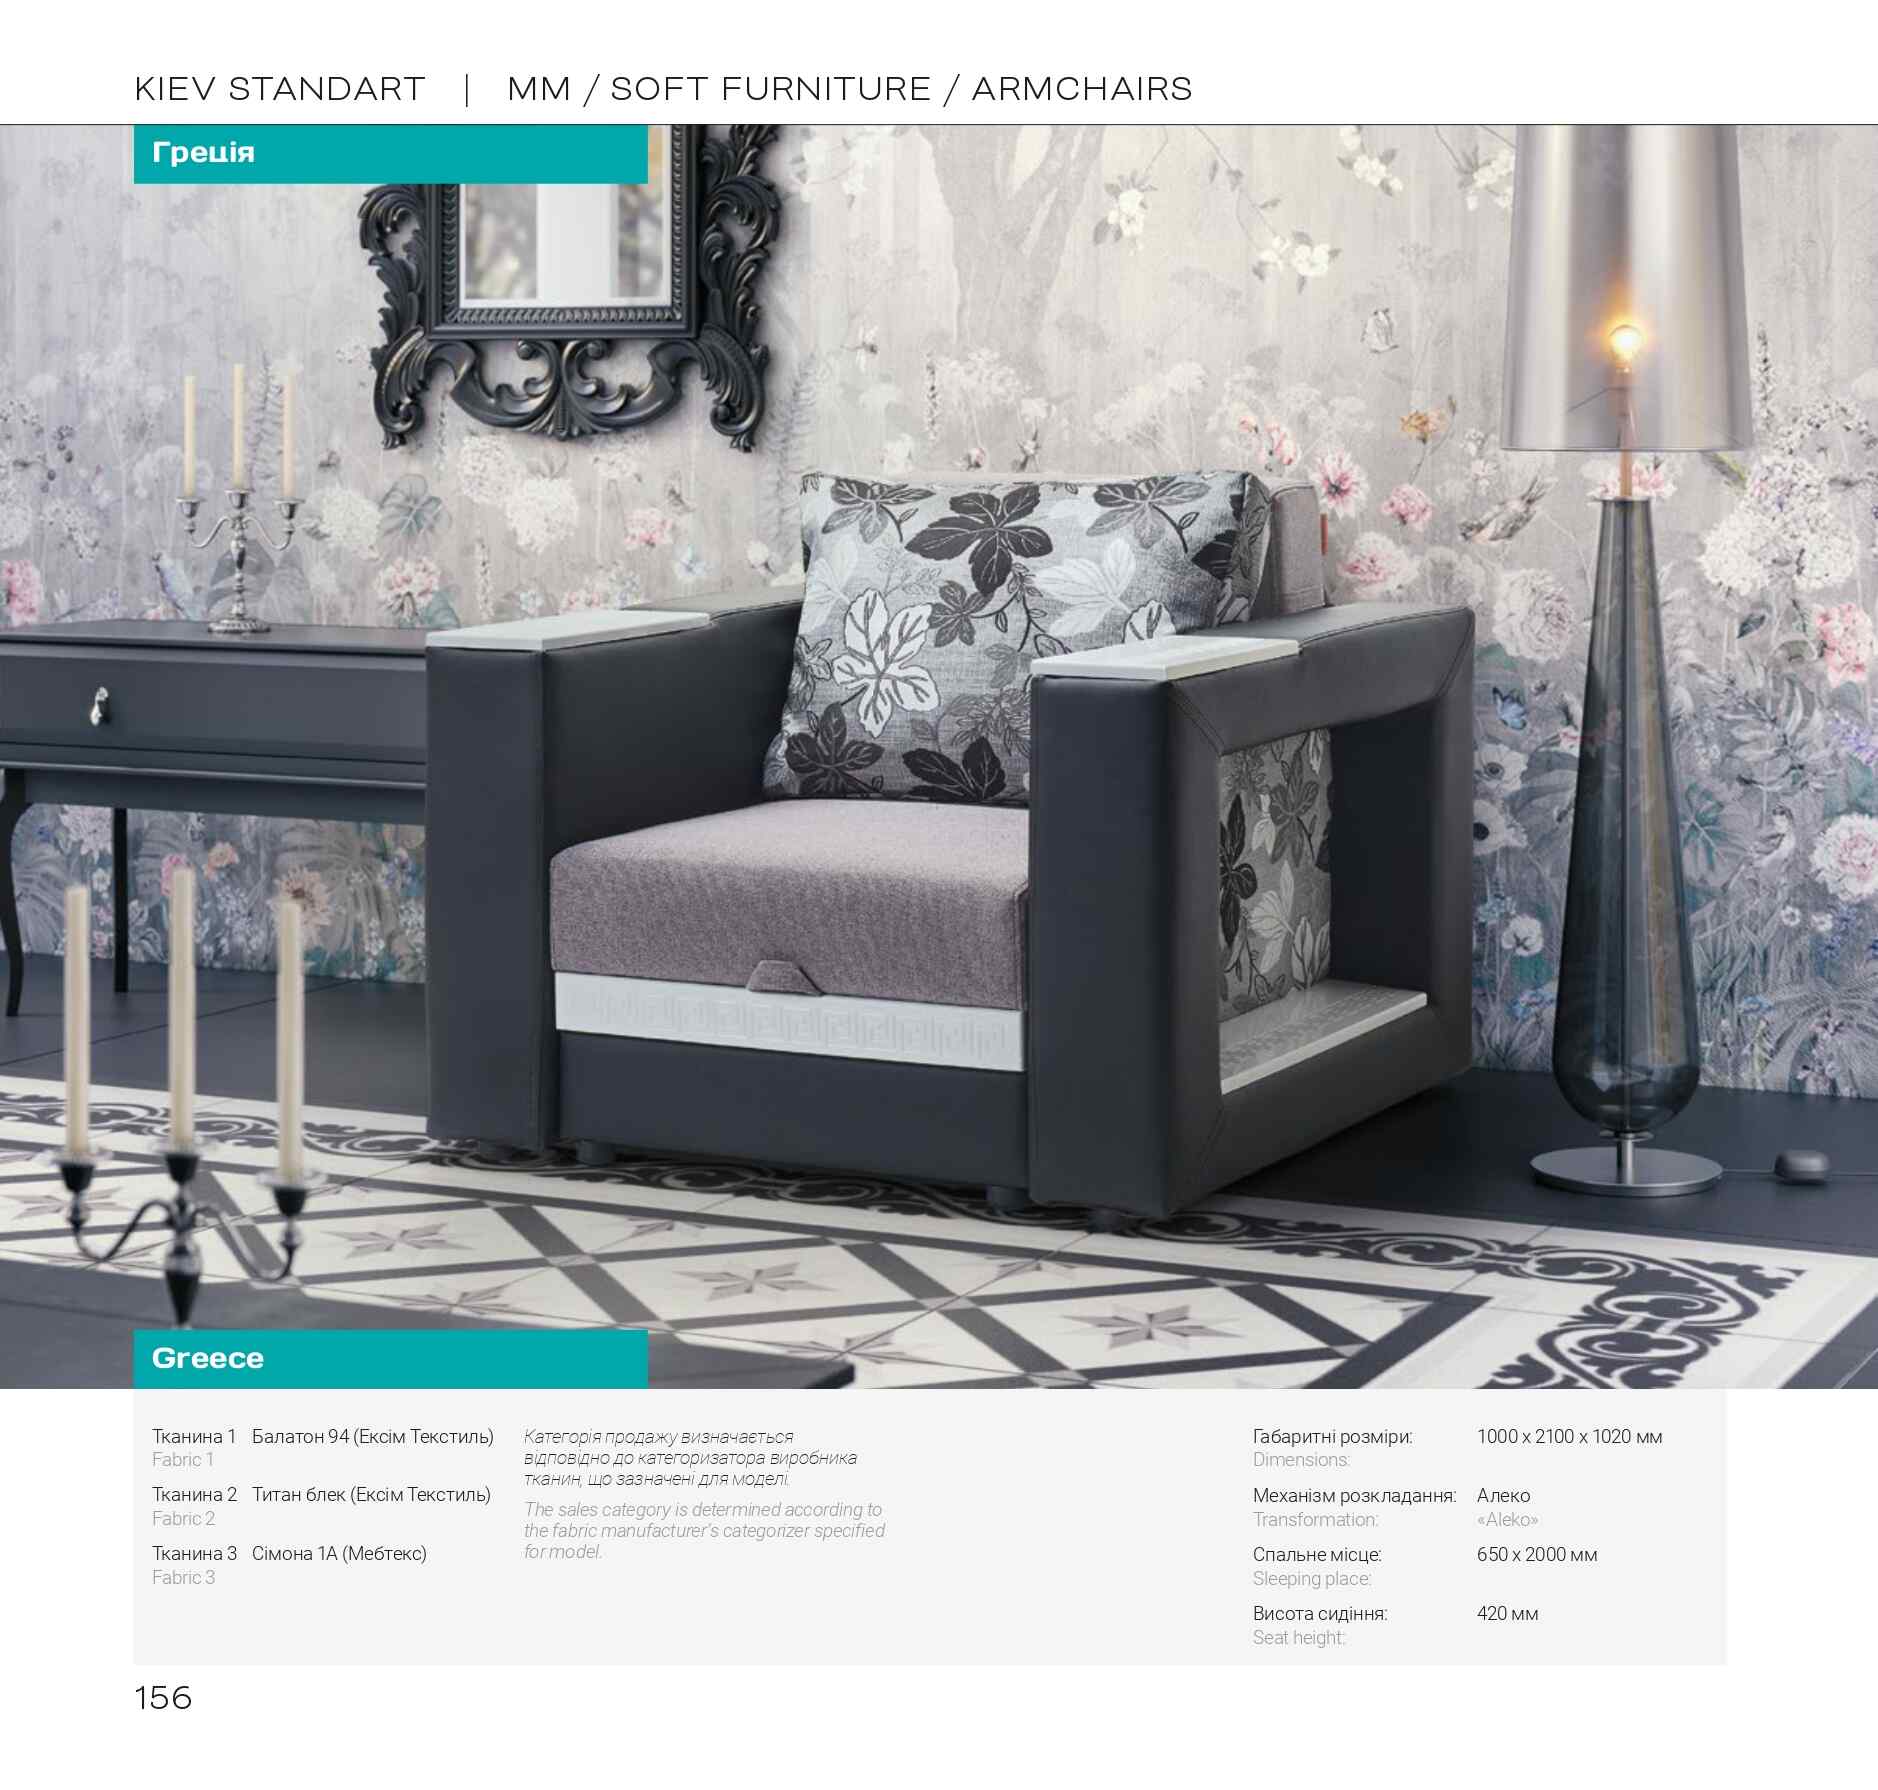 KIEV STANDART | MM / SOFT FURNITURE / ARMCHAIRS
Греція
Greece
Тканина 1 Балатон 94 (Ексім Текстиль)
Fabric 1
Тканина 2 Титан блек (Ексім Текстиль)
Fabric 2
Тканина 3 Сімона 1А (Мебтекс)
Fabric 3
Категорія продажу визначається
відповідно до категоризатора виробника
тканин, що зазначені для моделі.
The sales category is determined according to
the fabric manufacturer's categorizer specified
for model.
Габаритні розміри: 1000 x 2100 x 1020 мм
Dimensions:
Механізм розкладання: Алеко
Transformation: «Aleko»
Спальне місце: 650 x 2000 мм
Sleeping place:
Висота сидіння: 420 мм
Seat height:
156